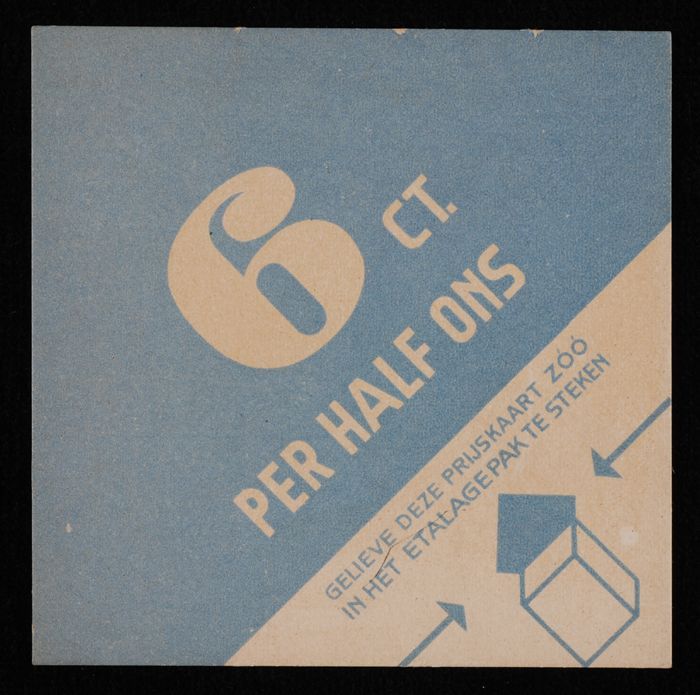 6 CT.
PER HALF ONS
GELIEVE DEZE PRIJSKAART ZÓÓ
IN HET ETALAGEPAK TE STEKEN